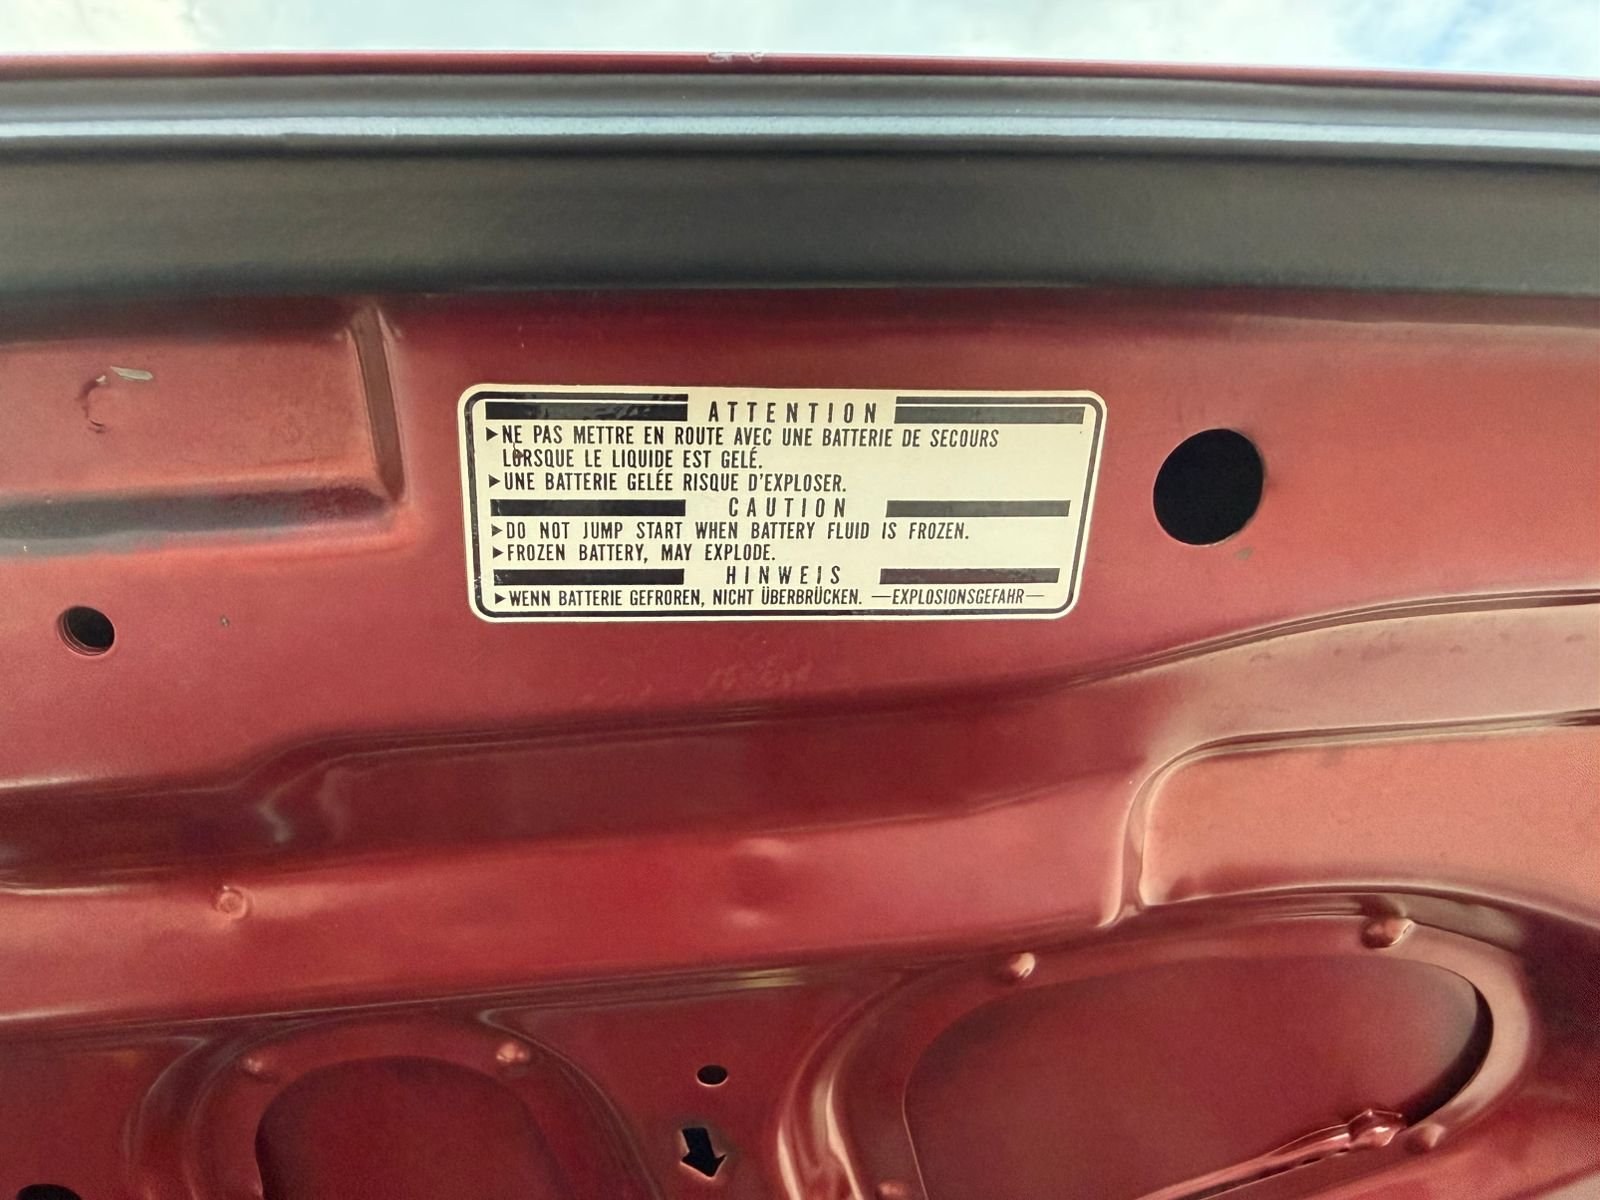 ATTENTION
▶NE PAS METTRE EN ROUTE AVEC UNE BATTERIE DE SECOURS
LORSQUE LE LIQUIDE EST GELÉ.
▶UNE BATTERIE GELÉE RISQUE D'EXPLOSER.
CAUTION
▶DO NOT JUMP START WHEN BATTERY FLUID IS FROZEN.
▶FROZEN BATTERY, MAY EXPLODE.
HINWEIS
▶WENN BATTERIE GEFROREN, NICHT ÜBERBRÜCKEN. —EXPLOSIONSGEFAHR—